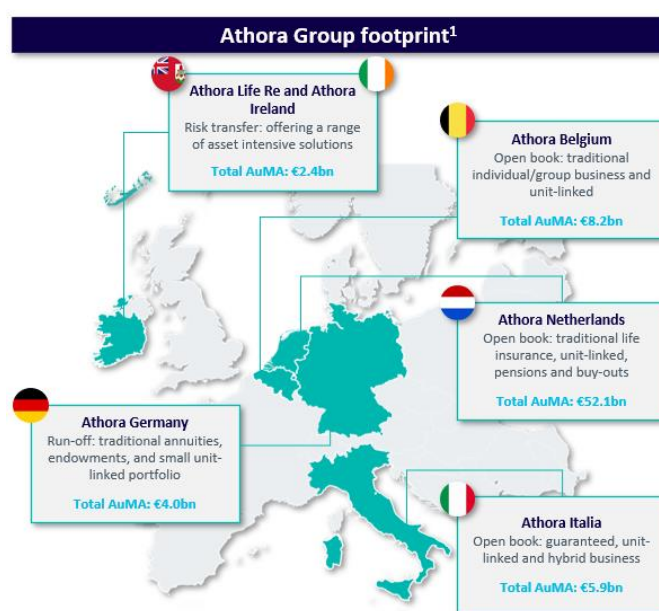 Athora Group footprint¹
Athora Life Re and Athora
Ireland
Risk transfer: offering a range
of asset intensive solutions
Total AuMA: €2.4bn
Athora Belgium
Open book: traditional
individual/group business and
unit-linked
Total AuMA: €8.2bn
Athora Netherlands
Open book: traditional life
insurance, unit-linked,
pensions and buy-outs
Total AuMA: €52.1bn
Athora Germany
Run-off: traditional annuities,
endowments, and small unit-
linked portfolio
Total AuMA: €4.0bn
Athora Italia
Open book: guaranteed, unit-
linked and hybrid business
Total AuMA: €5.9bn